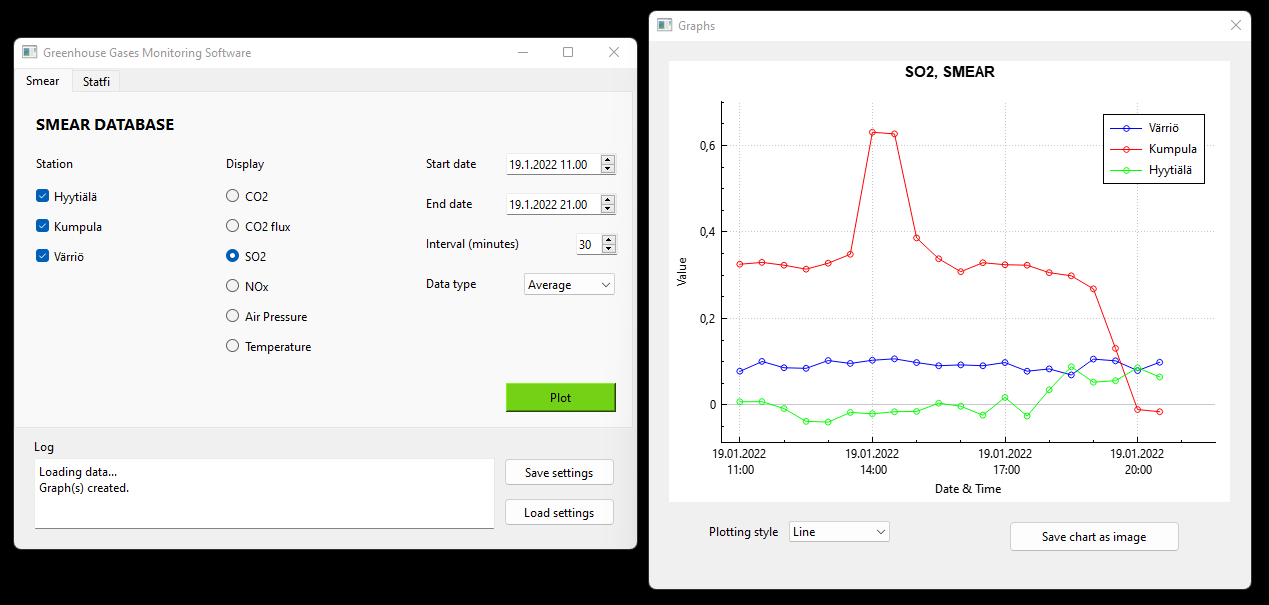 Greenhouse Gases Monitoring Software
Smear
Statfi
SMEAR DATABASE
Station
Hyytiälä
Kumpula
Värriö
Display
CO2
CO2 flux
SO2
NOx
Air Pressure
Temperature
Start date
19.1.2022 11.00
End date
19.1.2022 21.00
Interval (minutes)
30
Data type
Average
Plot
Log
Loading data...
Graph(s) created.
Save settings
Load settings
Graphs
SO2, SMEAR
Värriö
Kumpula
Hyytiälä
Value
0,6
0,4
0,2
0
19.01.2022
11:00
19.01.2022
14:00
19.01.2022
17:00
19.01.2022
20:00
Date & Time
Plotting style
Line
Save chart as image